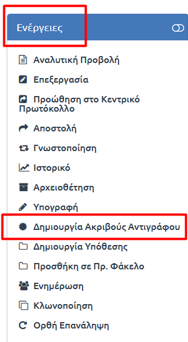 Ενέργειες
Αναλυτική Προβολή
Επεξεργασία
Προώθηση στο Κεντρικό
Πρωτόκολλο
Αποστολή
Γνωστοποίηση
Ιστορικό
Αρχειοθέτηση
Υπογραφή
Δημιουργία Ακριβούς Αντιγράφου
Δημιουργία Υπόθεσης
Προσθήκη σε Πρ. Φάκελο
Ενημέρωση
Κλωνοποίηση
Ορθή Επανάληψη